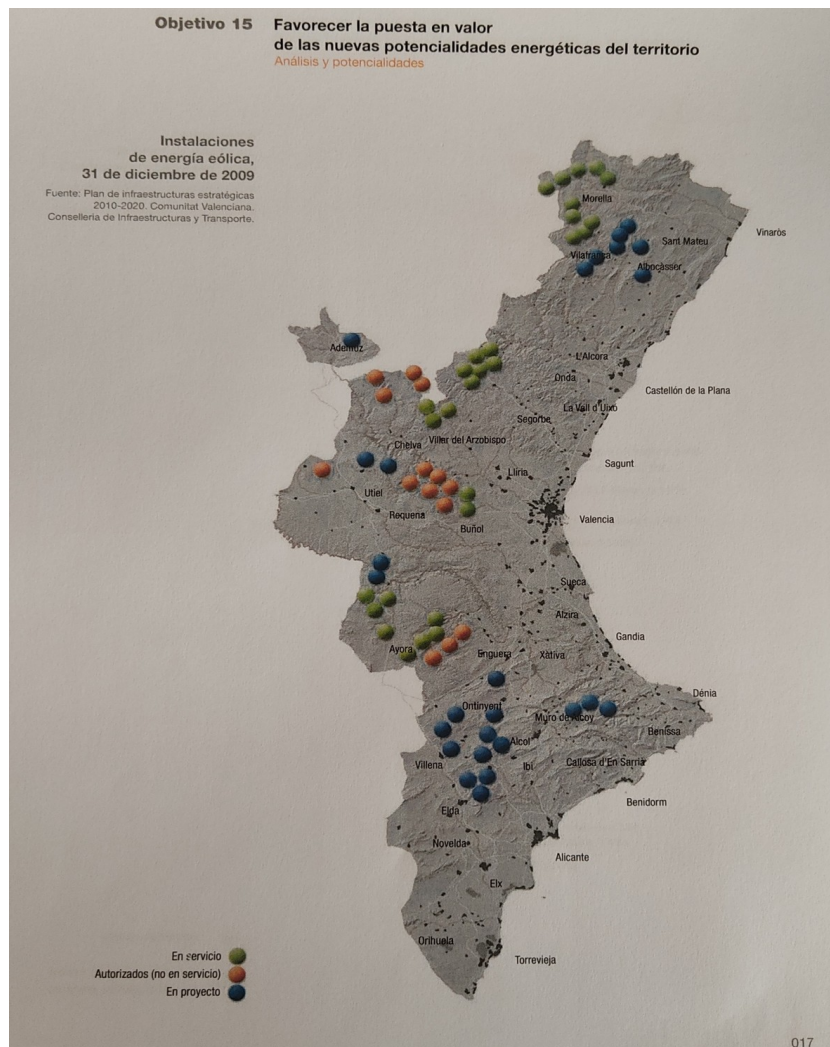 Objetivo 15
Favorecer la puesta en valor
de las nuevas potencialidades energéticas del territorio
Análisis y potencialidades
Instalaciones
de energía eólica,
31 de diciembre de 2009
Fuente: Plan de infraestructuras estratégicas
2010-2020. Comunitat Valenciana.
Conselleria de Infraestructuras y Transporte.
Morella
Vinaròs
Sant Mateu
Vilafranca
Albocàsser
Ademuz
L'Alcora
Onda
Castellón de la Plana
La Vall d'Uixó
Segorbe
Chelva
Villar del Arzobispo
Sagunt
Llíria
Utiel
Requena
Valencia
Buñol
Sueca
Alzira
Gandia
Ayora
Enguera
Xàtiva
Dénia
Ontinyent
Muro de Alcoy
Benissa
Alcoi
Villena
Ibi
Callosa d'En Sarrià
Benidorm
Elda
Novelda
Alicante
Elx
Orihuela
Torrevieja
En servicio
Autorizados (no en servicio)
En proyecto
017